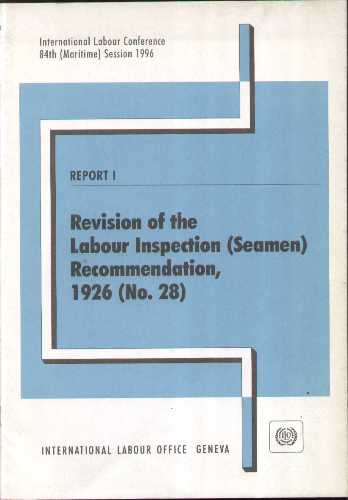 International Labour Conference
84th (Maritime) Session 1996
REPORT I
Revision of the
Labour Inspection (Seamen)
Recommendation,
1926 (No. 28)
INTERNATIONAL LABOUR OFFICE GENEVA